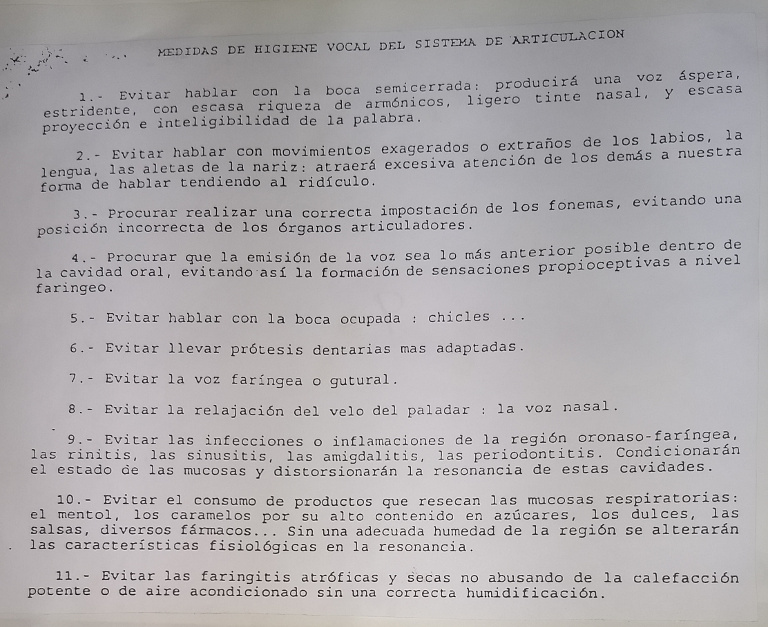 MEDIDAS DE HIGIENE VOCAL DEL SISTEMA DE ARTICULACION
1.- Evitar hablar con la boca semicerrada: producirá una voz áspera,
estridente, con escasa riqueza de armónicos, ligero tinte nasal, y escasa
proyección e inteligibilidad de la palabra.
2.- Evitar hablar con movimientos exagerados o extraños de los labios, la
lengua, las aletas de la nariz: atraerá excesiva atención de los demás a nuestra
forma de hablar tendiendo al ridículo.
3.- Procurar realizar una correcta impostación de los fonemas, evitando una
posición incorrecta de los órganos articuladores.
4.- Procurar que la emisión de la voz sea lo más anterior posible dentro de
la cavidad oral, evitando así la formación de sensaciones propioceptivas a nivel
faringeo.
5.- Evitar hablar con la boca ocupada : chicles ...
6.- Evitar llevar prótesis dentarias mas adaptadas.
7.- Evitar la voz faríngea o gutural.
8.- Evitar la relajación del velo del paladar : la voz nasal.
9.- Evitar las infecciones o inflamaciones de la región oronaso-faríngea,
las rinitis, las sinusitis, las amigdalitis, las periodontitis. Condicionarán
el estado de las mucosas y distorsionarán la resonancia de estas cavidades.
10.- Evitar el consumo de productos que resecan las mucosas respiratorias:
el mentol, los caramelos por su alto contenido en azúcares, los dulces, las
salsas, diversos fármacos... Sin una adecuada humedad de la región se alterarán
las características fisiológicas en la resonancia.
11.- Evitar las faringitis atróficas y secas no abusando de la calefacción
potente o de aire acondicionado sin una correcta humidificación.